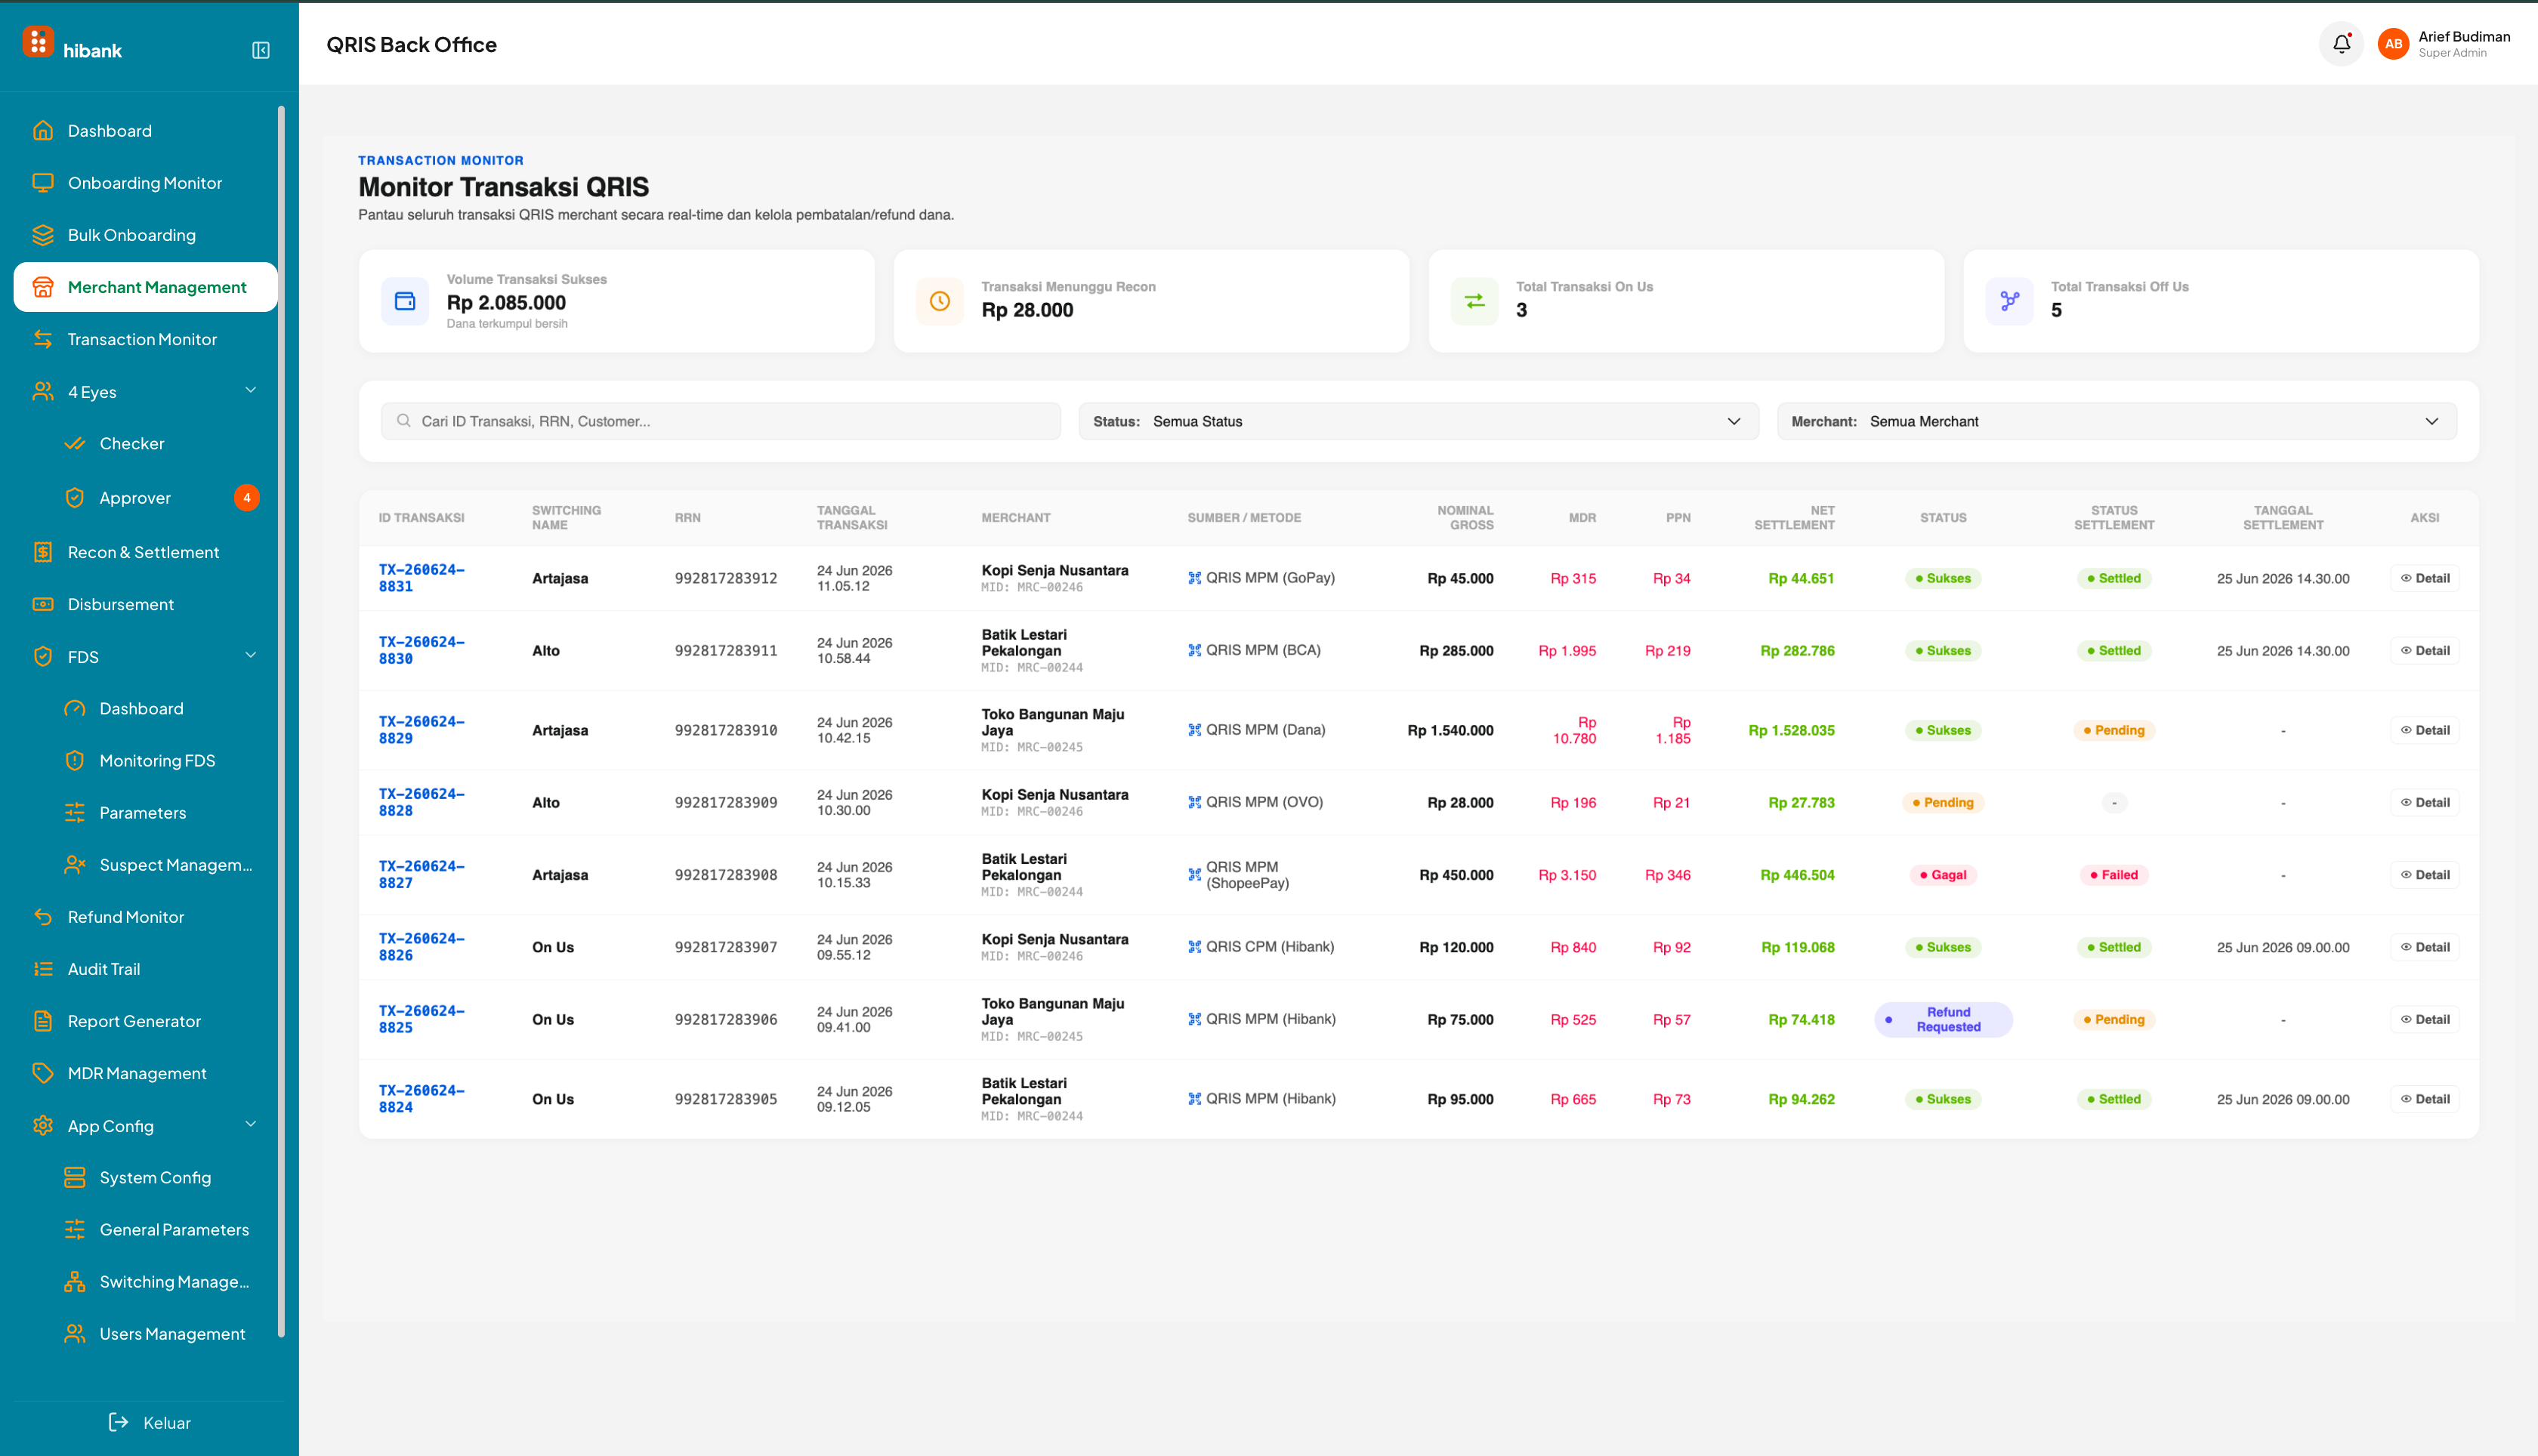 hibank
QRIS Back Office
AB
Arief Budiman
Super Admin
Dashboard
Onboarding Monitor
Bulk Onboarding
Merchant Management
Transaction Monitor
4 Eyes
Checker
Approver
4
Recon & Settlement
Disbursement
FDS
Dashboard
Monitoring FDS
Parameters
Suspect Managem...
Refund Monitor
Audit Trail
Report Generator
MDR Management
App Config
System Config
General Parameters
Switching Manage...
Users Management
Keluar
TRANSACTION MONITOR
Monitor Transaksi QRIS
Pantau seluruh transaksi QRIS merchant secara real-time dan kelola pembatalan/refund dana.
Volume Transaksi Sukses
Rp 2.085.000
Dana terkumpul bersih
Transaksi Menunggu Recon
Rp 28.000
Total Transaksi On Us
3
Total Transaksi Off Us
5
Cari ID Transaksi, RRN, Customer...
Status: Semua Status
Merchant: Semua Merchant
ID TRANSAKSI
SWITCHING
NAME
RRN
TANGGAL
TRANSAKSI
MERCHANT
SUMBER / METODE
NOMINAL
GROSS
MDR
PPN
NET
SETTLEMENT
STATUS
STATUS
SETTLEMENT
TANGGAL
SETTLEMENT
AKSI
TX-260624-
8831
Artajasa
992817283912
24 Jun 2026
11.05.12
Kopi Senja Nusantara
MID: MRC-00246
QRIS MPM (GoPay)
Rp 45.000
Rp 315
Rp 34
Rp 44.651
Sukses
Settled
25 Jun 2026 14.30.00
Detail
TX-260624-
8830
Alto
992817283911
24 Jun 2026
10.58.44
Batik Lestari
Pekalongan
MID: MRC-00244
QRIS MPM (BCA)
Rp 285.000
Rp 1.995
Rp 219
Rp 282.786
Sukses
Settled
25 Jun 2026 14.30.00
Detail
TX-260624-
8829
Artajasa
992817283910
24 Jun 2026
10.42.15
Toko Bangunan Maju
Jaya
MID: MRC-00245
QRIS MPM (Dana)
Rp 1.540.000
Rp
10.780
Rp
1.185
Rp 1.528.035
Sukses
Pending
-
Detail
TX-260624-
8828
Alto
992817283909
24 Jun 2026
10.30.00
Kopi Senja Nusantara
MID: MRC-00246
QRIS MPM (OVO)
Rp 28.000
Rp 196
Rp 21
Rp 27.783
Pending
-
-
Detail
TX-260624-
8827
Artajasa
992817283908
24 Jun 2026
10.15.33
Batik Lestari
Pekalongan
MID: MRC-00244
QRIS MPM
(ShopeePay)
Rp 450.000
Rp 3.150
Rp 346
Rp 446.504
Gagal
Failed
-
Detail
TX-260624-
8826
On Us
992817283907
24 Jun 2026
09.55.12
Kopi Senja Nusantara
MID: MRC-00246
QRIS CPM (Hibank)
Rp 120.000
Rp 840
Rp 92
Rp 119.068
Sukses
Settled
25 Jun 2026 09.00.00
Detail
TX-260624-
8825
On Us
992817283906
24 Jun 2026
09.41.00
Toko Bangunan Maju
Jaya
MID: MRC-00245
QRIS MPM (Hibank)
Rp 75.000
Rp 525
Rp 57
Rp 74.418
Refund
Requested
Pending
-
Detail
TX-260624-
8824
On Us
992817283905
24 Jun 2026
09.12.05
Batik Lestari
Pekalongan
MID: MRC-00244
QRIS MPM (Hibank)
Rp 95.000
Rp 665
Rp 73
Rp 94.262
Sukses
Settled
25 Jun 2026 09.00.00
Detail